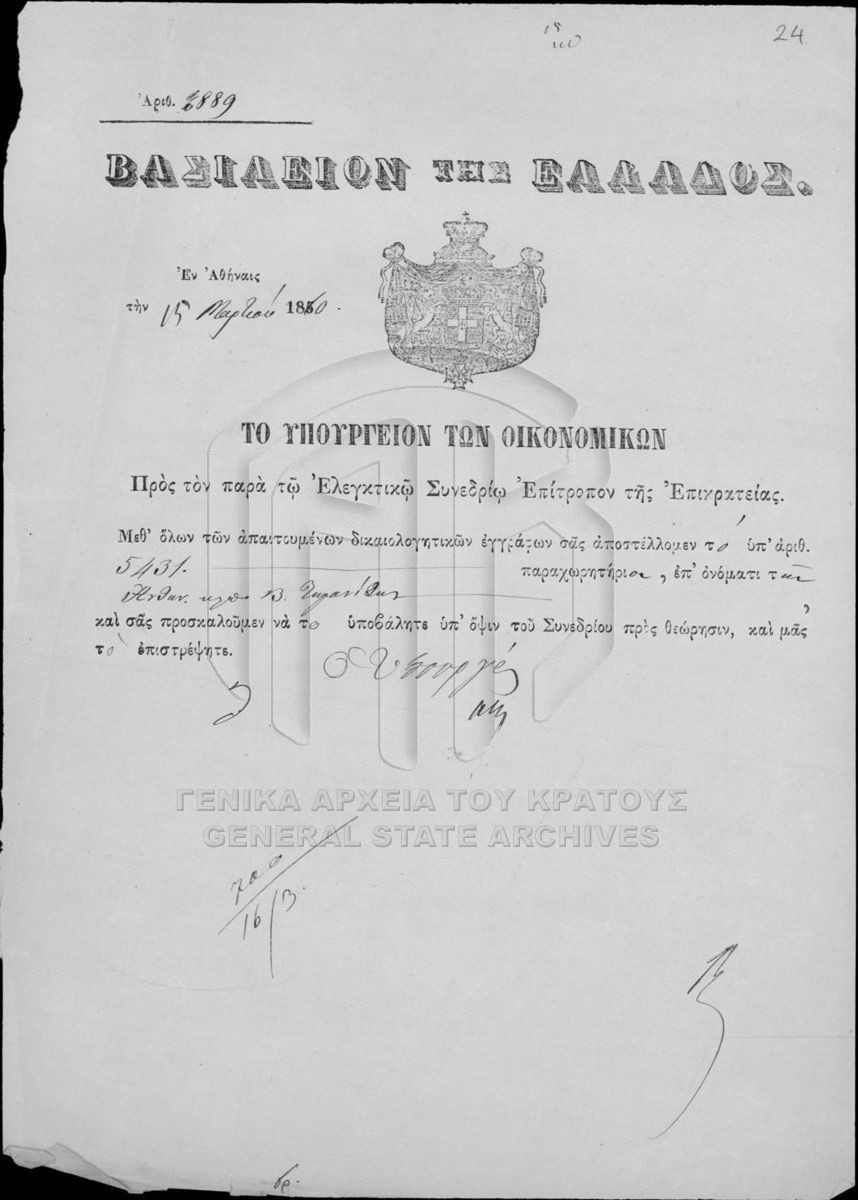 24
Ἀριθ. 2889
ΒΑΣΙΛΕΙΟΝ ΤΗΣ ΕΛΛΑΔΟΣ.
Ἐν Ἀθήναις
τὴν 15 Μαρτίου 1860.
ΤΟ ΥΠΟΥΡΓΕΙΟΝ ΤΩΝ ΟΙΚΟΝΟΜΙΚΩΝ
Πρὸς τὸν παρὰ τῷ Ἐλεγκτικῷ Συνεδρίῳ Ἐπίτροπον τῆς Ἐπικρατείας.
Μεθ' ὅλων τῶν ἀπαιτουμένων δικαιολογητικῶν ἐγγράφων σᾶς ἀποστέλλομεν τὸ ὑπ' ἀριθ.
5431. παραχωρητήριον, ἐπ' ὀνόματι τῶν
Β.
καὶ σᾶς προσκαλοῦμεν νὰ τὸ ὑποβάλητε ὑπ' ὄψιν τοῦ Συνεδρίου πρὸς θεώρησιν, καὶ μᾶς
τὸ ἐπιστρέψητε.
Ὁ Ὑπουργὸς
ΓΕΝΙΚΑ ΑΡΧΕΙΑ ΤΟΥ ΚΡΑΤΟΥΣ
GENERAL STATE ARCHIVES
16/3